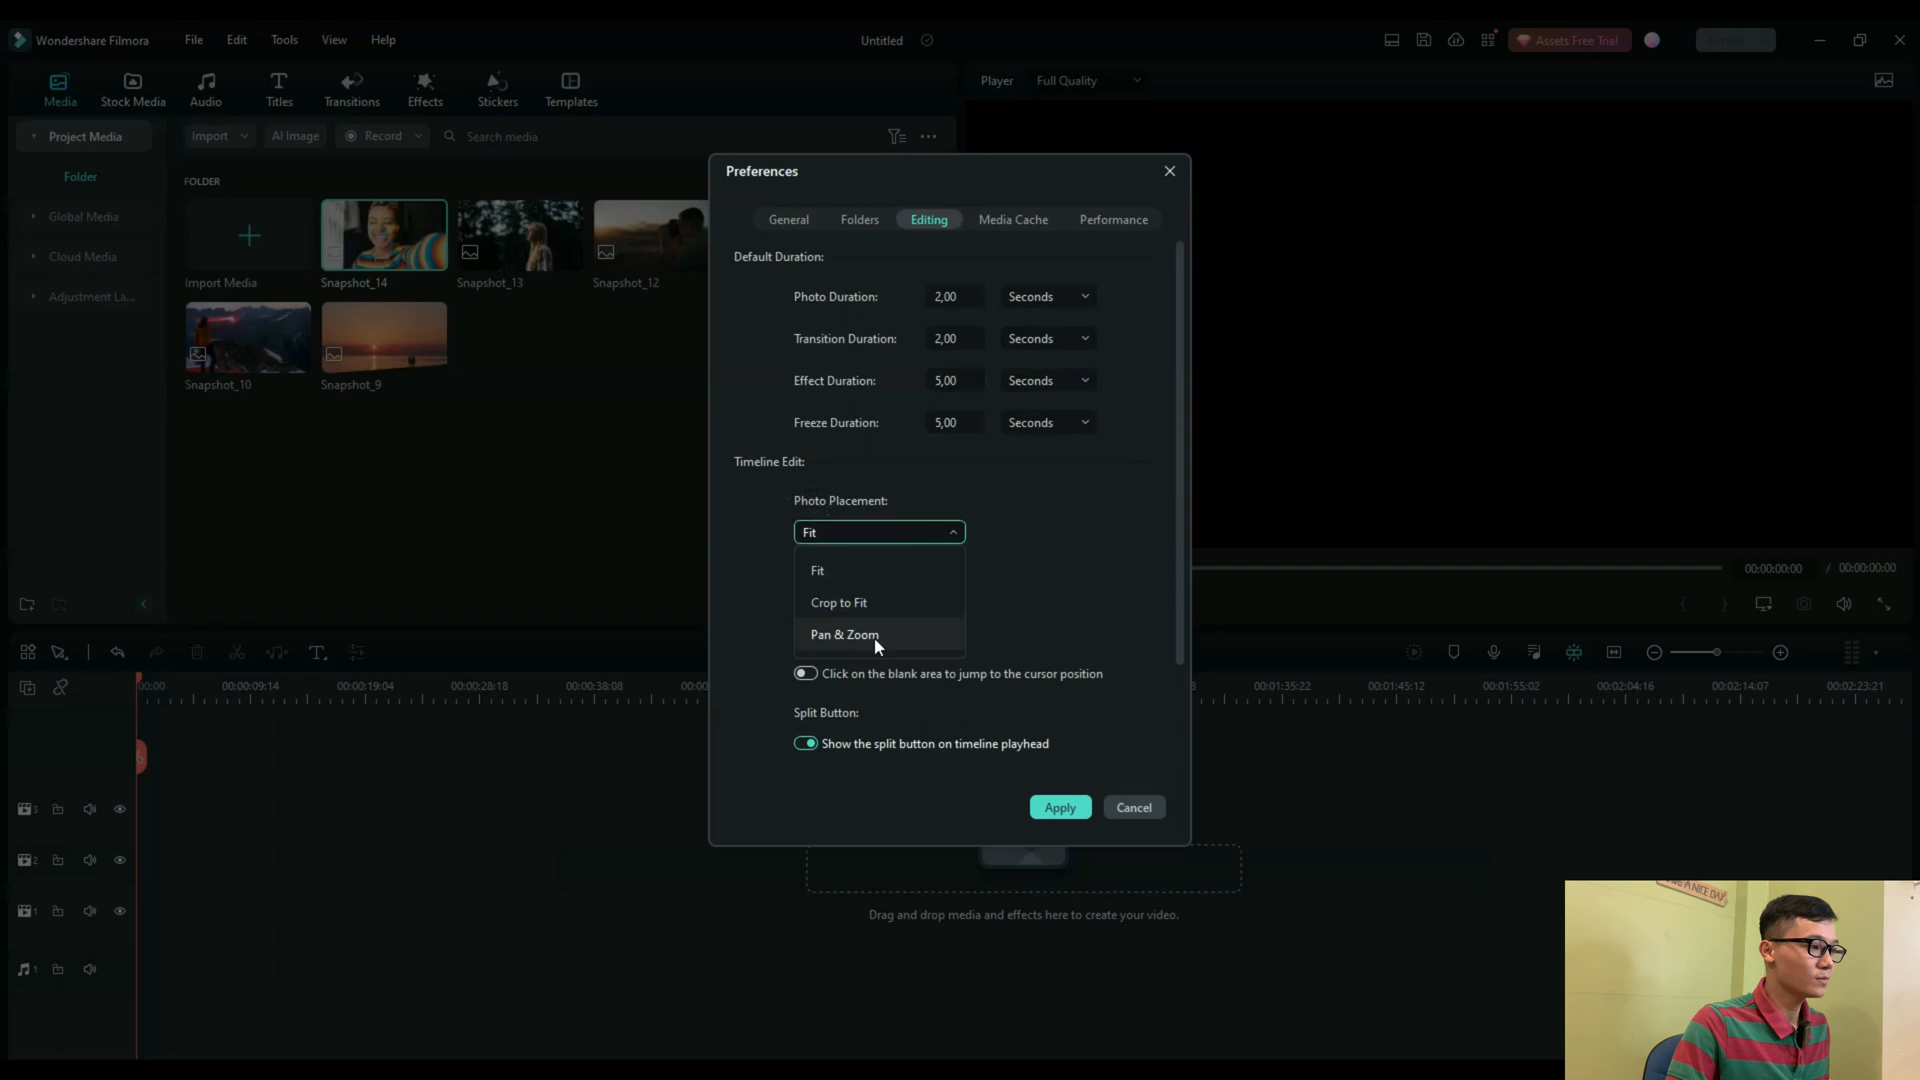 Wondershare Filmora File Edit Tools View Help Untitled Assets Free Trial
Media Stock Media Audio Titles Transitions Effects Stickers Templates
Player Full Quality
Project Media
Import AI Image Record Search media
Folder
Global Media
Cloud Media
Adjustment La...
FOLDER
Import Media Snapshot_14 Snapshot_13 Snapshot_12
Snapshot_10 Snapshot_9
Preferences
General Folders Editing Media Cache Performance
Default Duration:
Photo Duration: 2,00 Seconds
Transition Duration: 2,00 Seconds
Effect Duration: 5,00 Seconds
Freeze Duration: 5,00 Seconds
Timeline Edit:
Photo Placement:
Fit
Fit
Crop to Fit
Pan & Zoom
Click on the blank area to jump to the cursor position
Split Button:
Show the split button on timeline playhead
Apply Cancel
00:00:00:00 / 00:00:00:00
00:00 00:00:09:14 00:00:19:04 00:00:28:18 00:00:38:08 00:01:35:22 00:01:45:12 00:01:55:02 00:02:04:16 00:02:14:07 00:02:23:21
3
2
1
1
Drag and drop media and effects here to create your video.
A NICE DAY